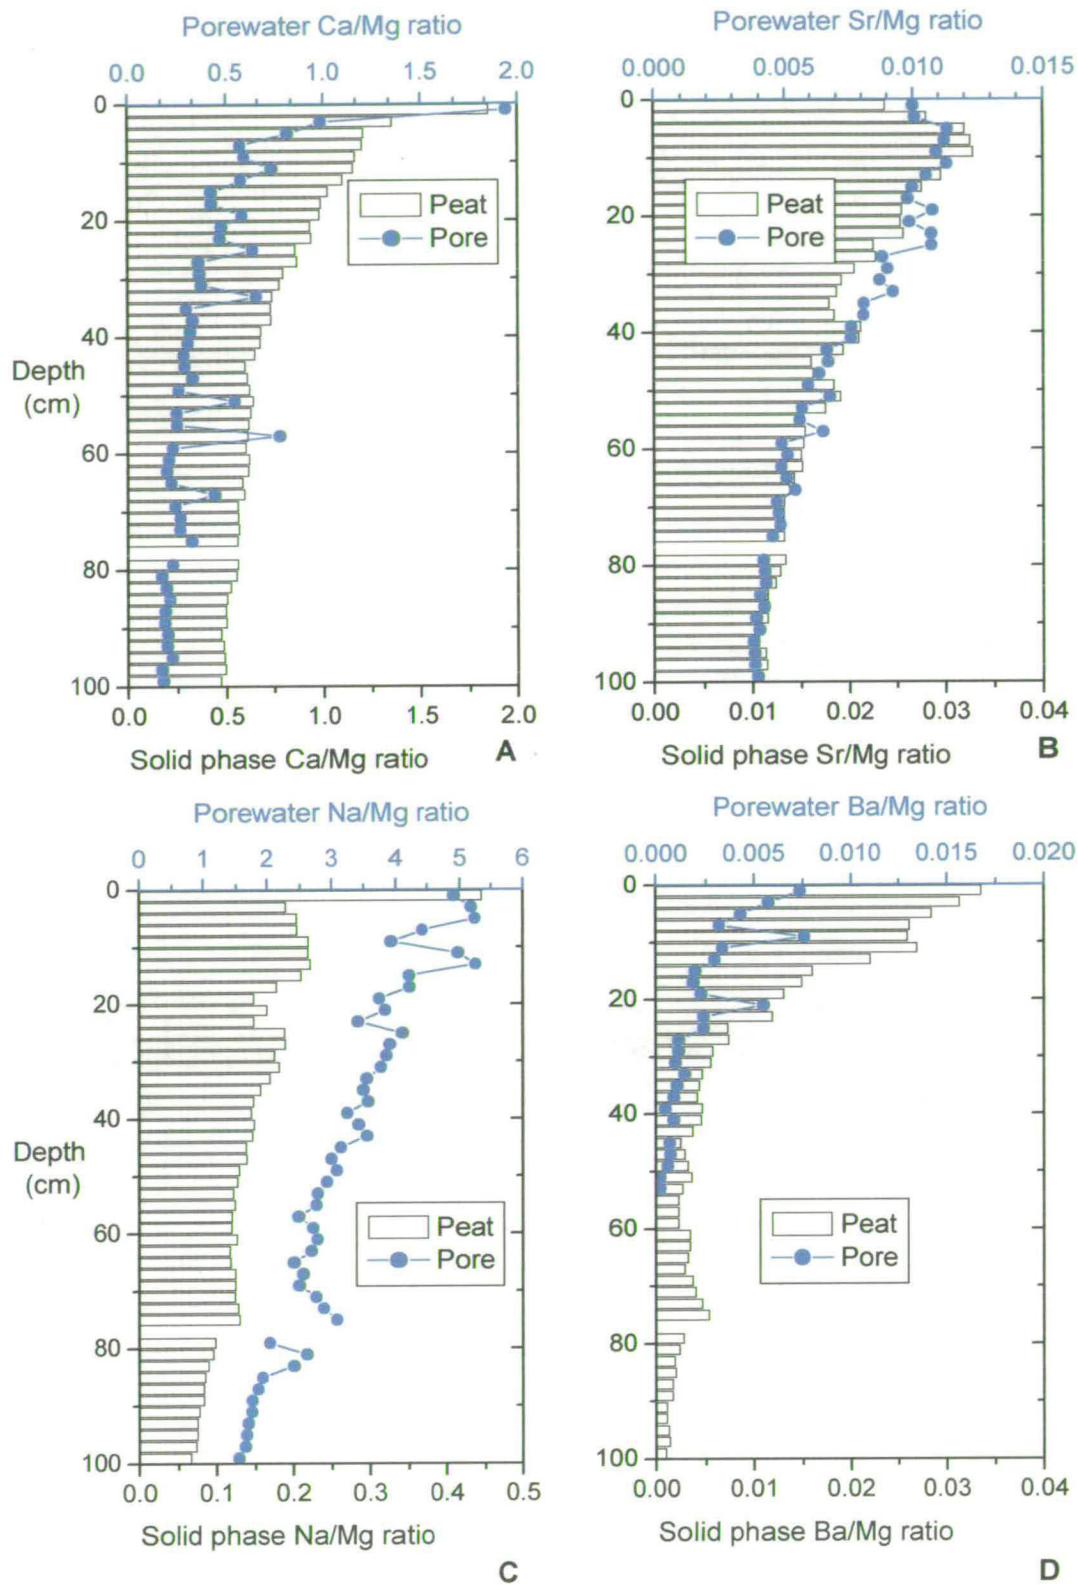 Porewater Ca/Mg ratio
0.0 0.5 1.0 1.5 2.0
0
20
40
60
80
100
Depth
(cm)
Peat
Pore
0.0 0.5 1.0 1.5 2.0
Solid phase Ca/Mg ratio
A
Porewater Sr/Mg ratio
0.000 0.005 0.010 0.015
0
20
40
60
80
100
Peat
Pore
0.00 0.01 0.02 0.03 0.04
Solid phase Sr/Mg ratio
B
Porewater Na/Mg ratio
0 1 2 3 4 5 6
0
20
40
60
80
100
Depth
(cm)
Peat
Pore
0.0 0.1 0.2 0.3 0.4 0.5
Solid phase Na/Mg ratio
C
Porewater Ba/Mg ratio
0.000 0.005 0.010 0.015 0.020
0
20
40
60
80
100
Peat
Pore
0.00 0.01 0.02 0.03 0.04
Solid phase Ba/Mg ratio
D